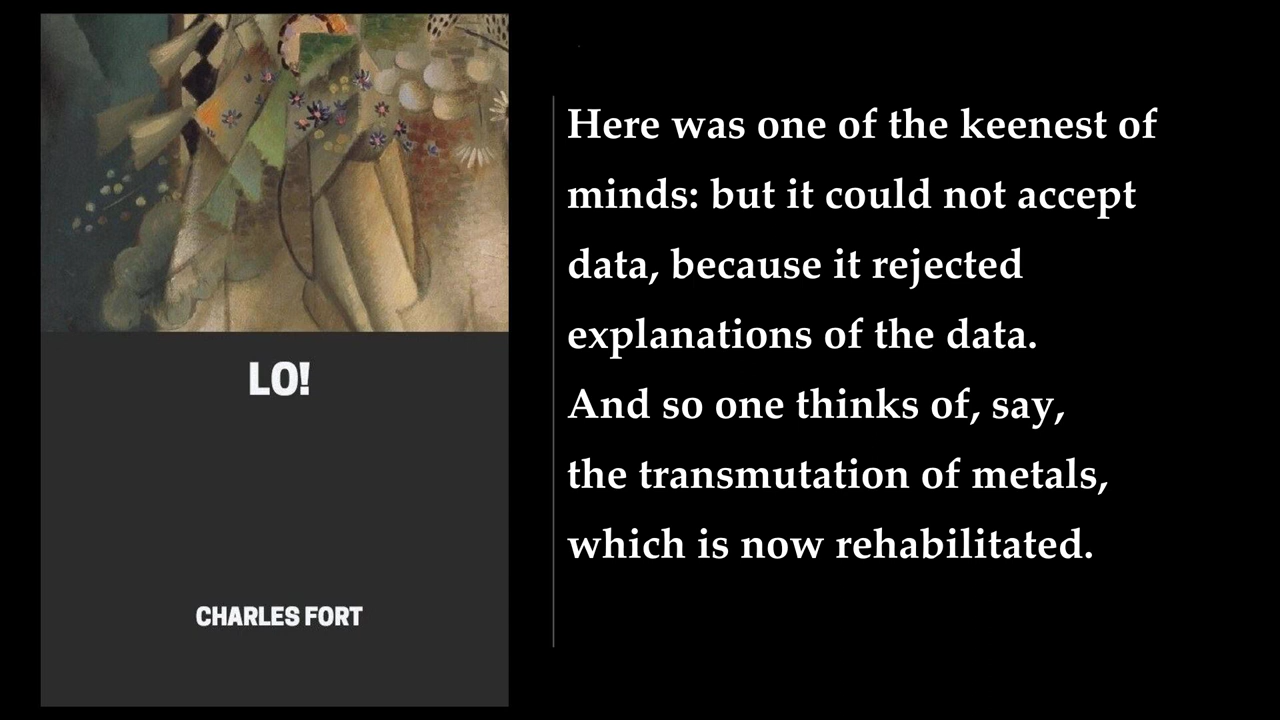 LO!
CHARLES FORT
Here was one of the keenest of
minds: but it could not accept
data, because it rejected
explanations of the data.
And so one thinks of, say,
the transmutation of metals,
which is now rehabilitated.